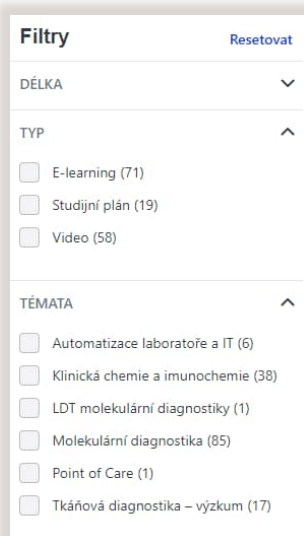 Filtry
Resetovat
DÉLKA
TYP
E-learning (71)
Studijní plán (19)
Video (58)
TÉMATA
Automatizace laboratoře a IT (6)
Klinická chemie a imunochemie (38)
LDT molekulární diagnostiky (1)
Molekulární diagnostika (85)
Point of Care (1)
Tkáňová diagnostika – výzkum (17)